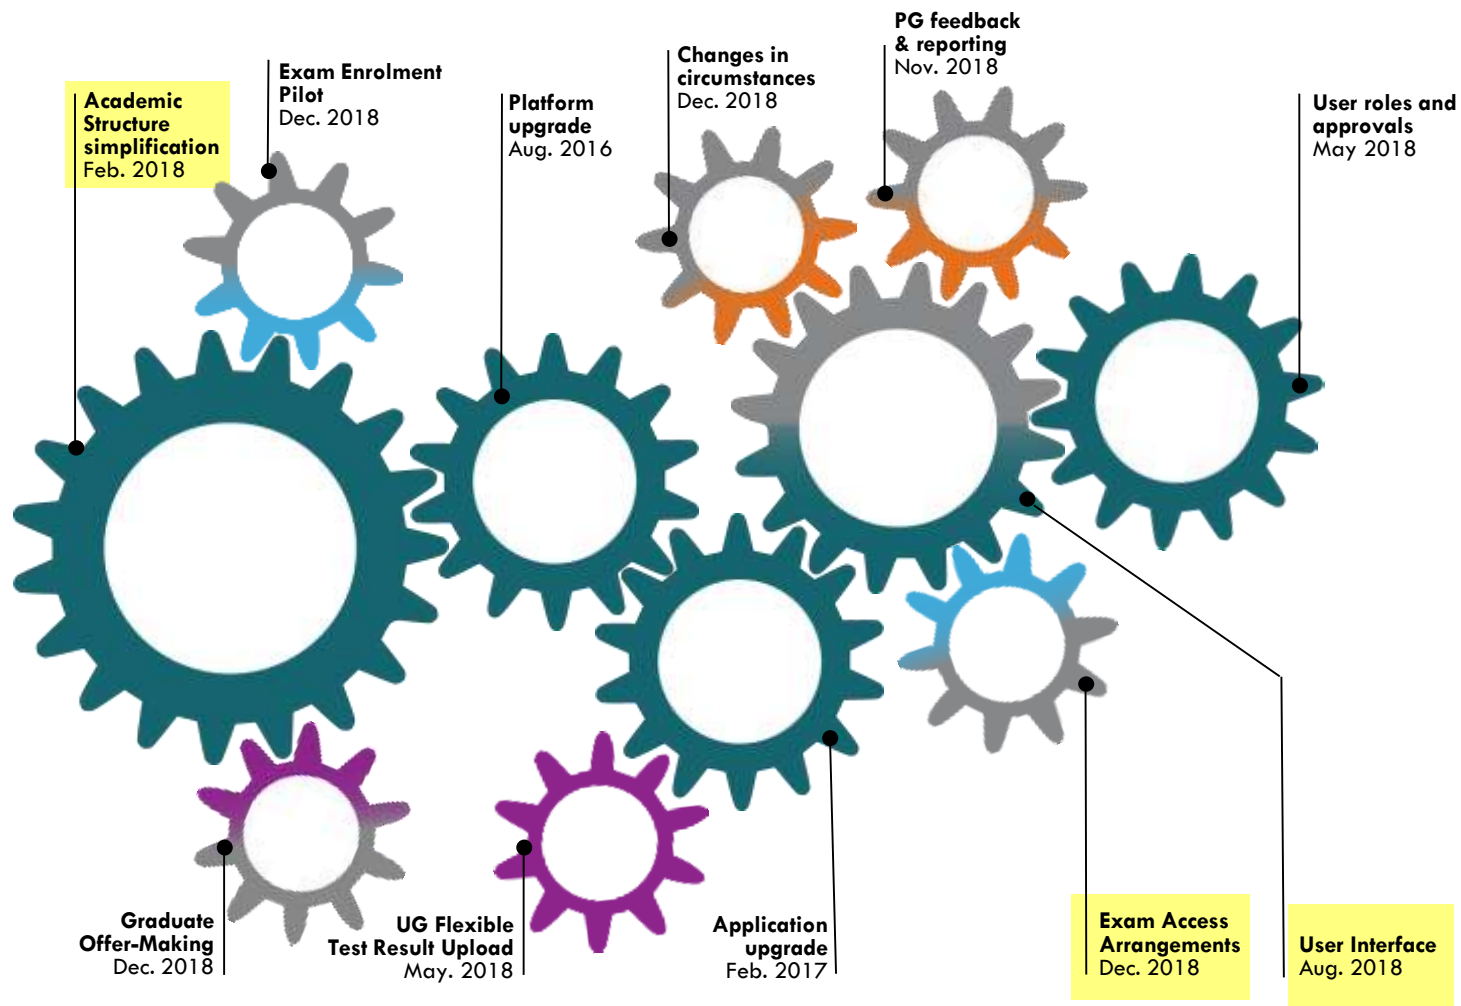 PG feedback
& reporting
Nov. 2018
Changes in
circumstances
Dec. 2018
Exam Enrolment
Pilot
Dec. 2018
Academic
Structure
simplification
Feb. 2018
Platform
upgrade
Aug. 2016
User roles and
approvals
May 2018
Graduate
Offer-Making
Dec. 2018
UG Flexible
Test Result Upload
May. 2018
Application
upgrade
Feb. 2017
Exam Access
Arrangements
Dec. 2018
User Interface
Aug. 2018